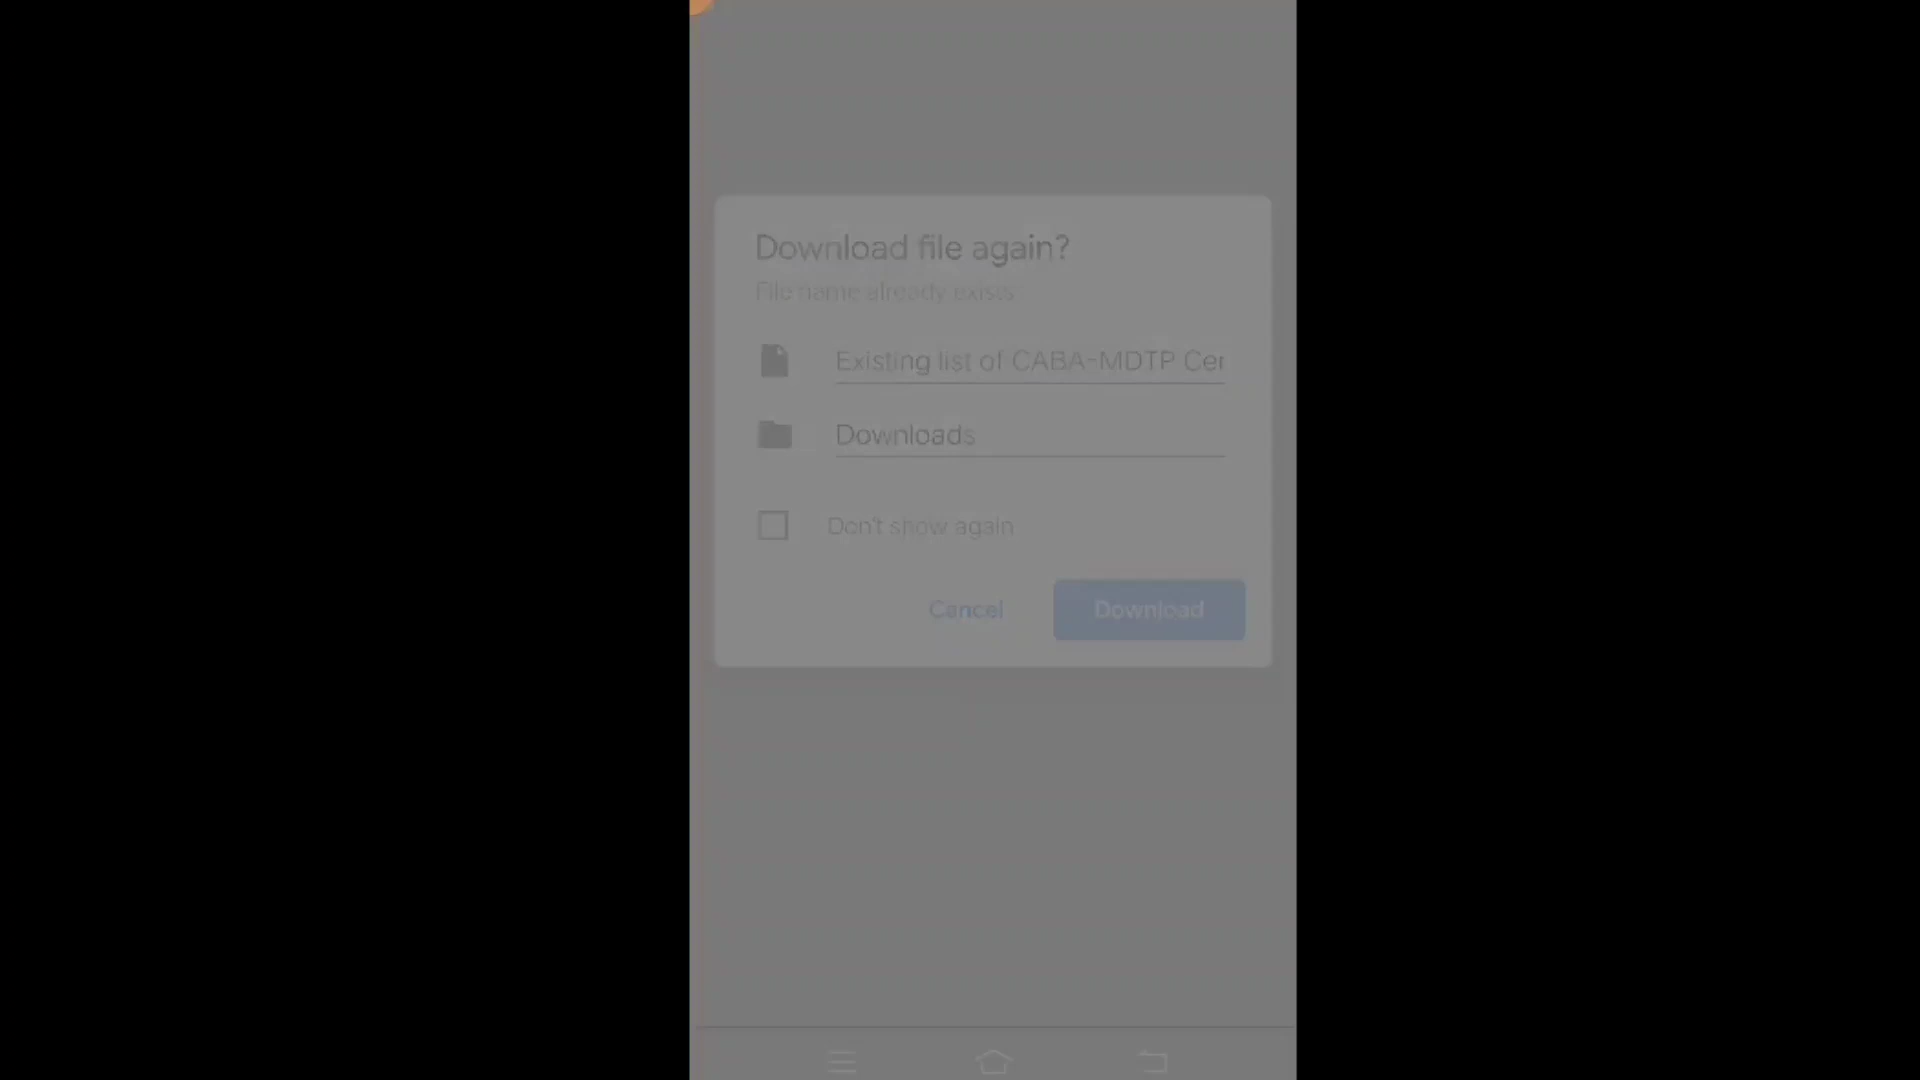 Download file again?
File name already exists
Existing list of CABA-MDTP Cer
Downloads
Don't show again
Cancel
Download